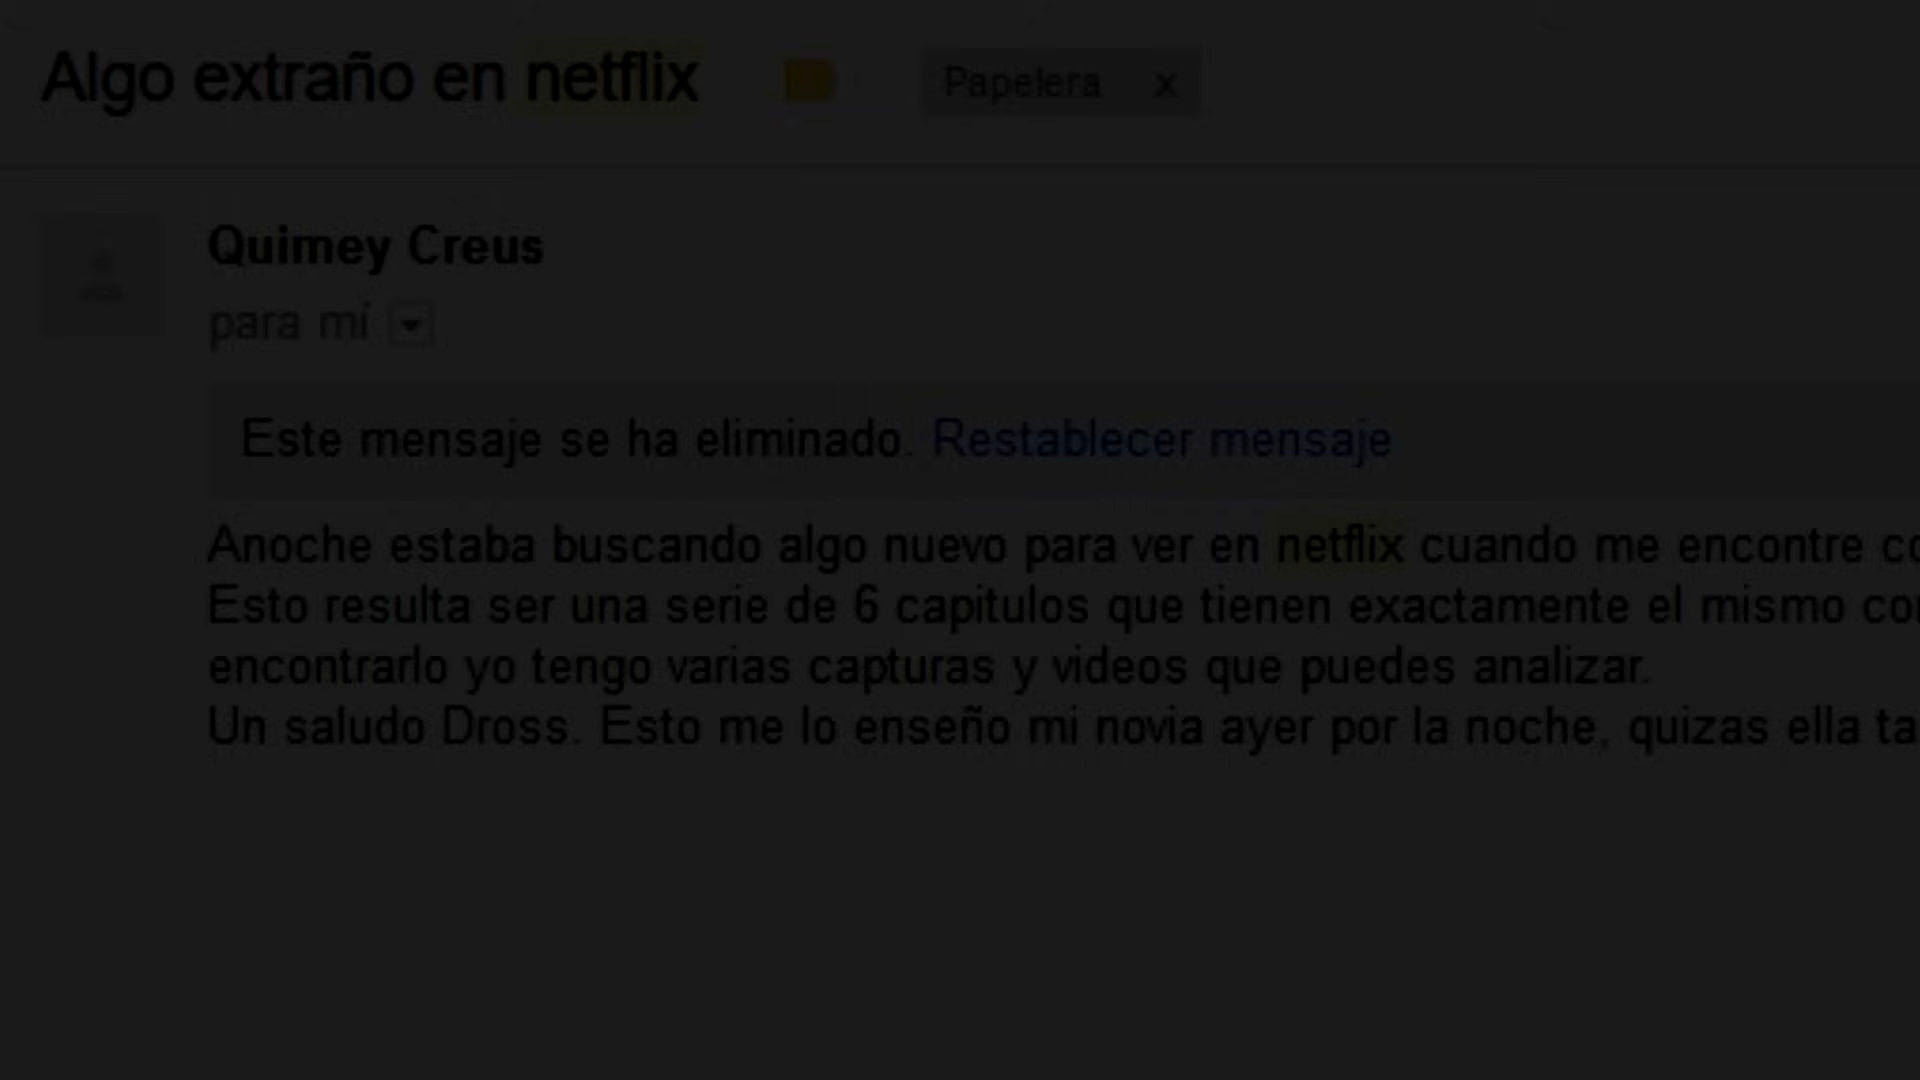 Algo extraño en netflix
Papelera x
Quimey Creus
para mí
Este mensaje se ha eliminado. Restablecer mensaje
Anoche estaba buscando algo nuevo para ver en netflix cuando me encontre
Esto resulta ser una serie de 6 capitulos que tienen exactamente el mismo
encontrarlo yo tengo varias capturas y videos que puedes analizar.
Un saludo Dross. Esto me lo enseño mi novia ayer por la noche, quizas ella